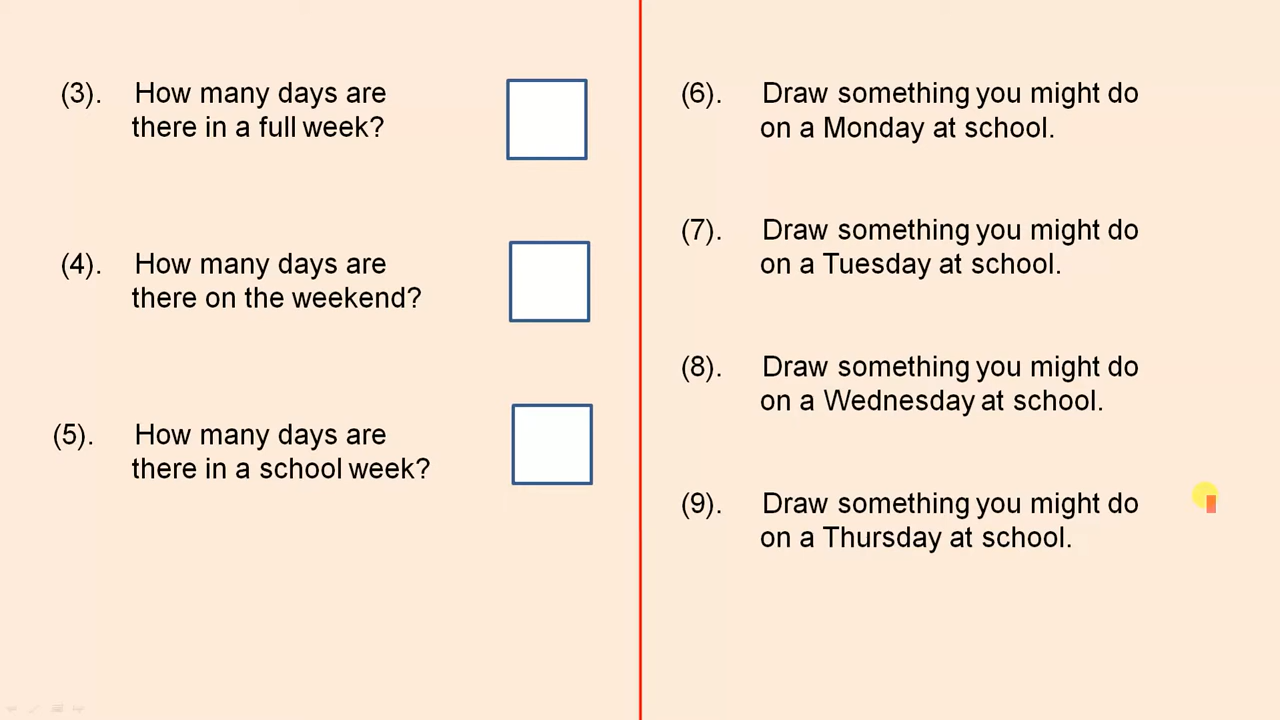 (3). How many days are
there in a full week?
(4). How many days are
there on the weekend?
(5). How many days are
there in a school week?
(6). Draw something you might do
on a Monday at school.
(7). Draw something you might do
on a Tuesday at school.
(8). Draw something you might do
on a Wednesday at school.
(9). Draw something you might do
on a Thursday at school.